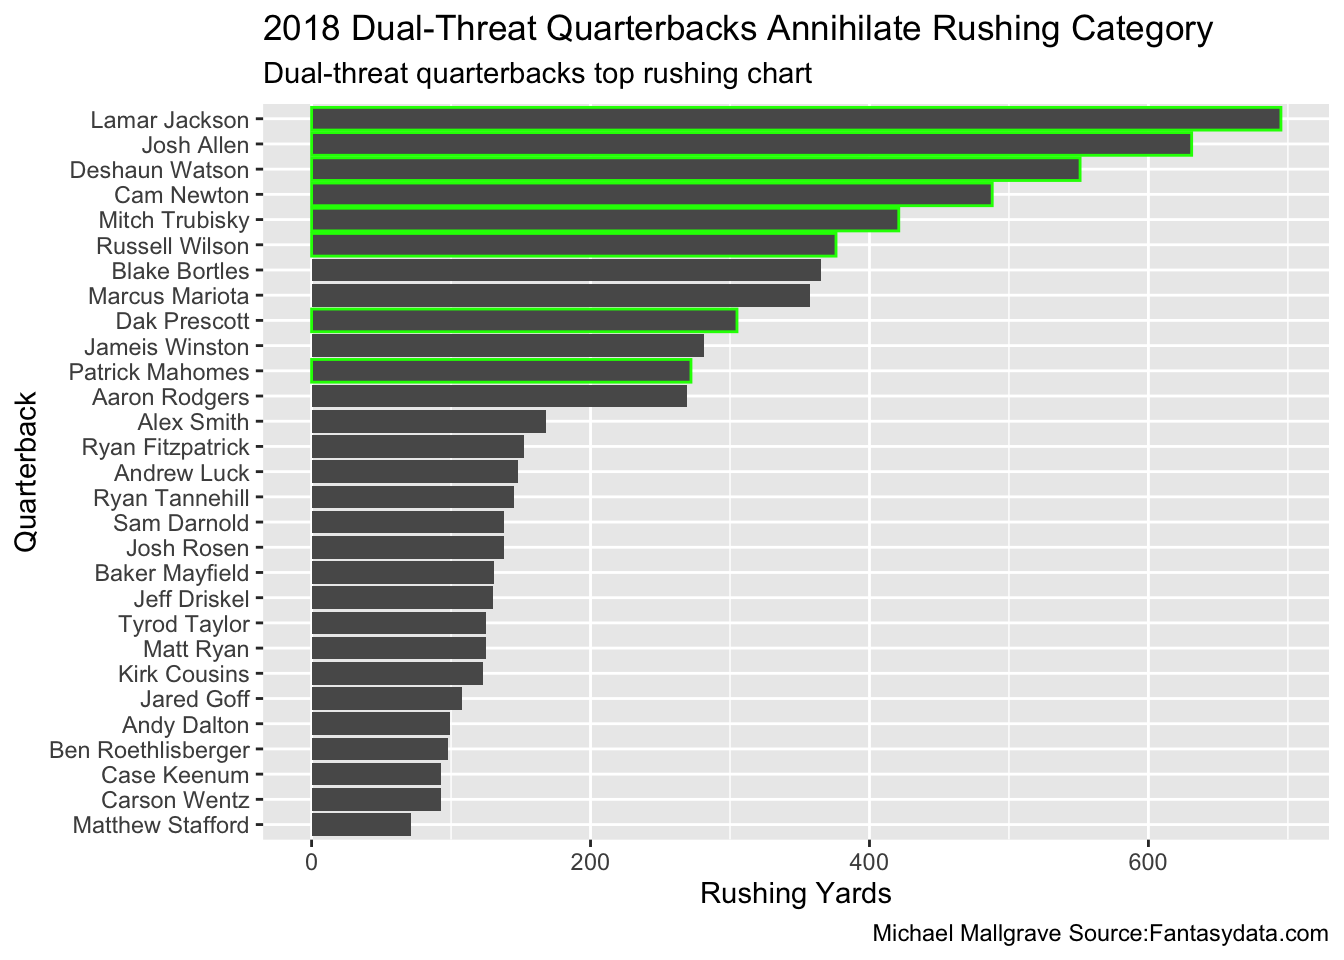 2018 Dual-Threat Quarterbacks Annihilate Rushing Category
Dual-threat quarterbacks top rushing chart
Quarterback
Lamar Jackson
Josh Allen
Deshaun Watson
Cam Newton
Mitch Trubisky
Russell Wilson
Blake Bortles
Marcus Mariota
Dak Prescott
Jameis Winston
Patrick Mahomes
Aaron Rodgers
Alex Smith
Ryan Fitzpatrick
Andrew Luck
Ryan Tannehill
Sam Darnold
Josh Rosen
Baker Mayfield
Jeff Driskel
Tyrod Taylor
Matt Ryan
Kirk Cousins
Jared Goff
Andy Dalton
Ben Roethlisberger
Case Keenum
Carson Wentz
Matthew Stafford
0 200 400 600
Rushing Yards
Michael Mallgrave Source:Fantasydata.com